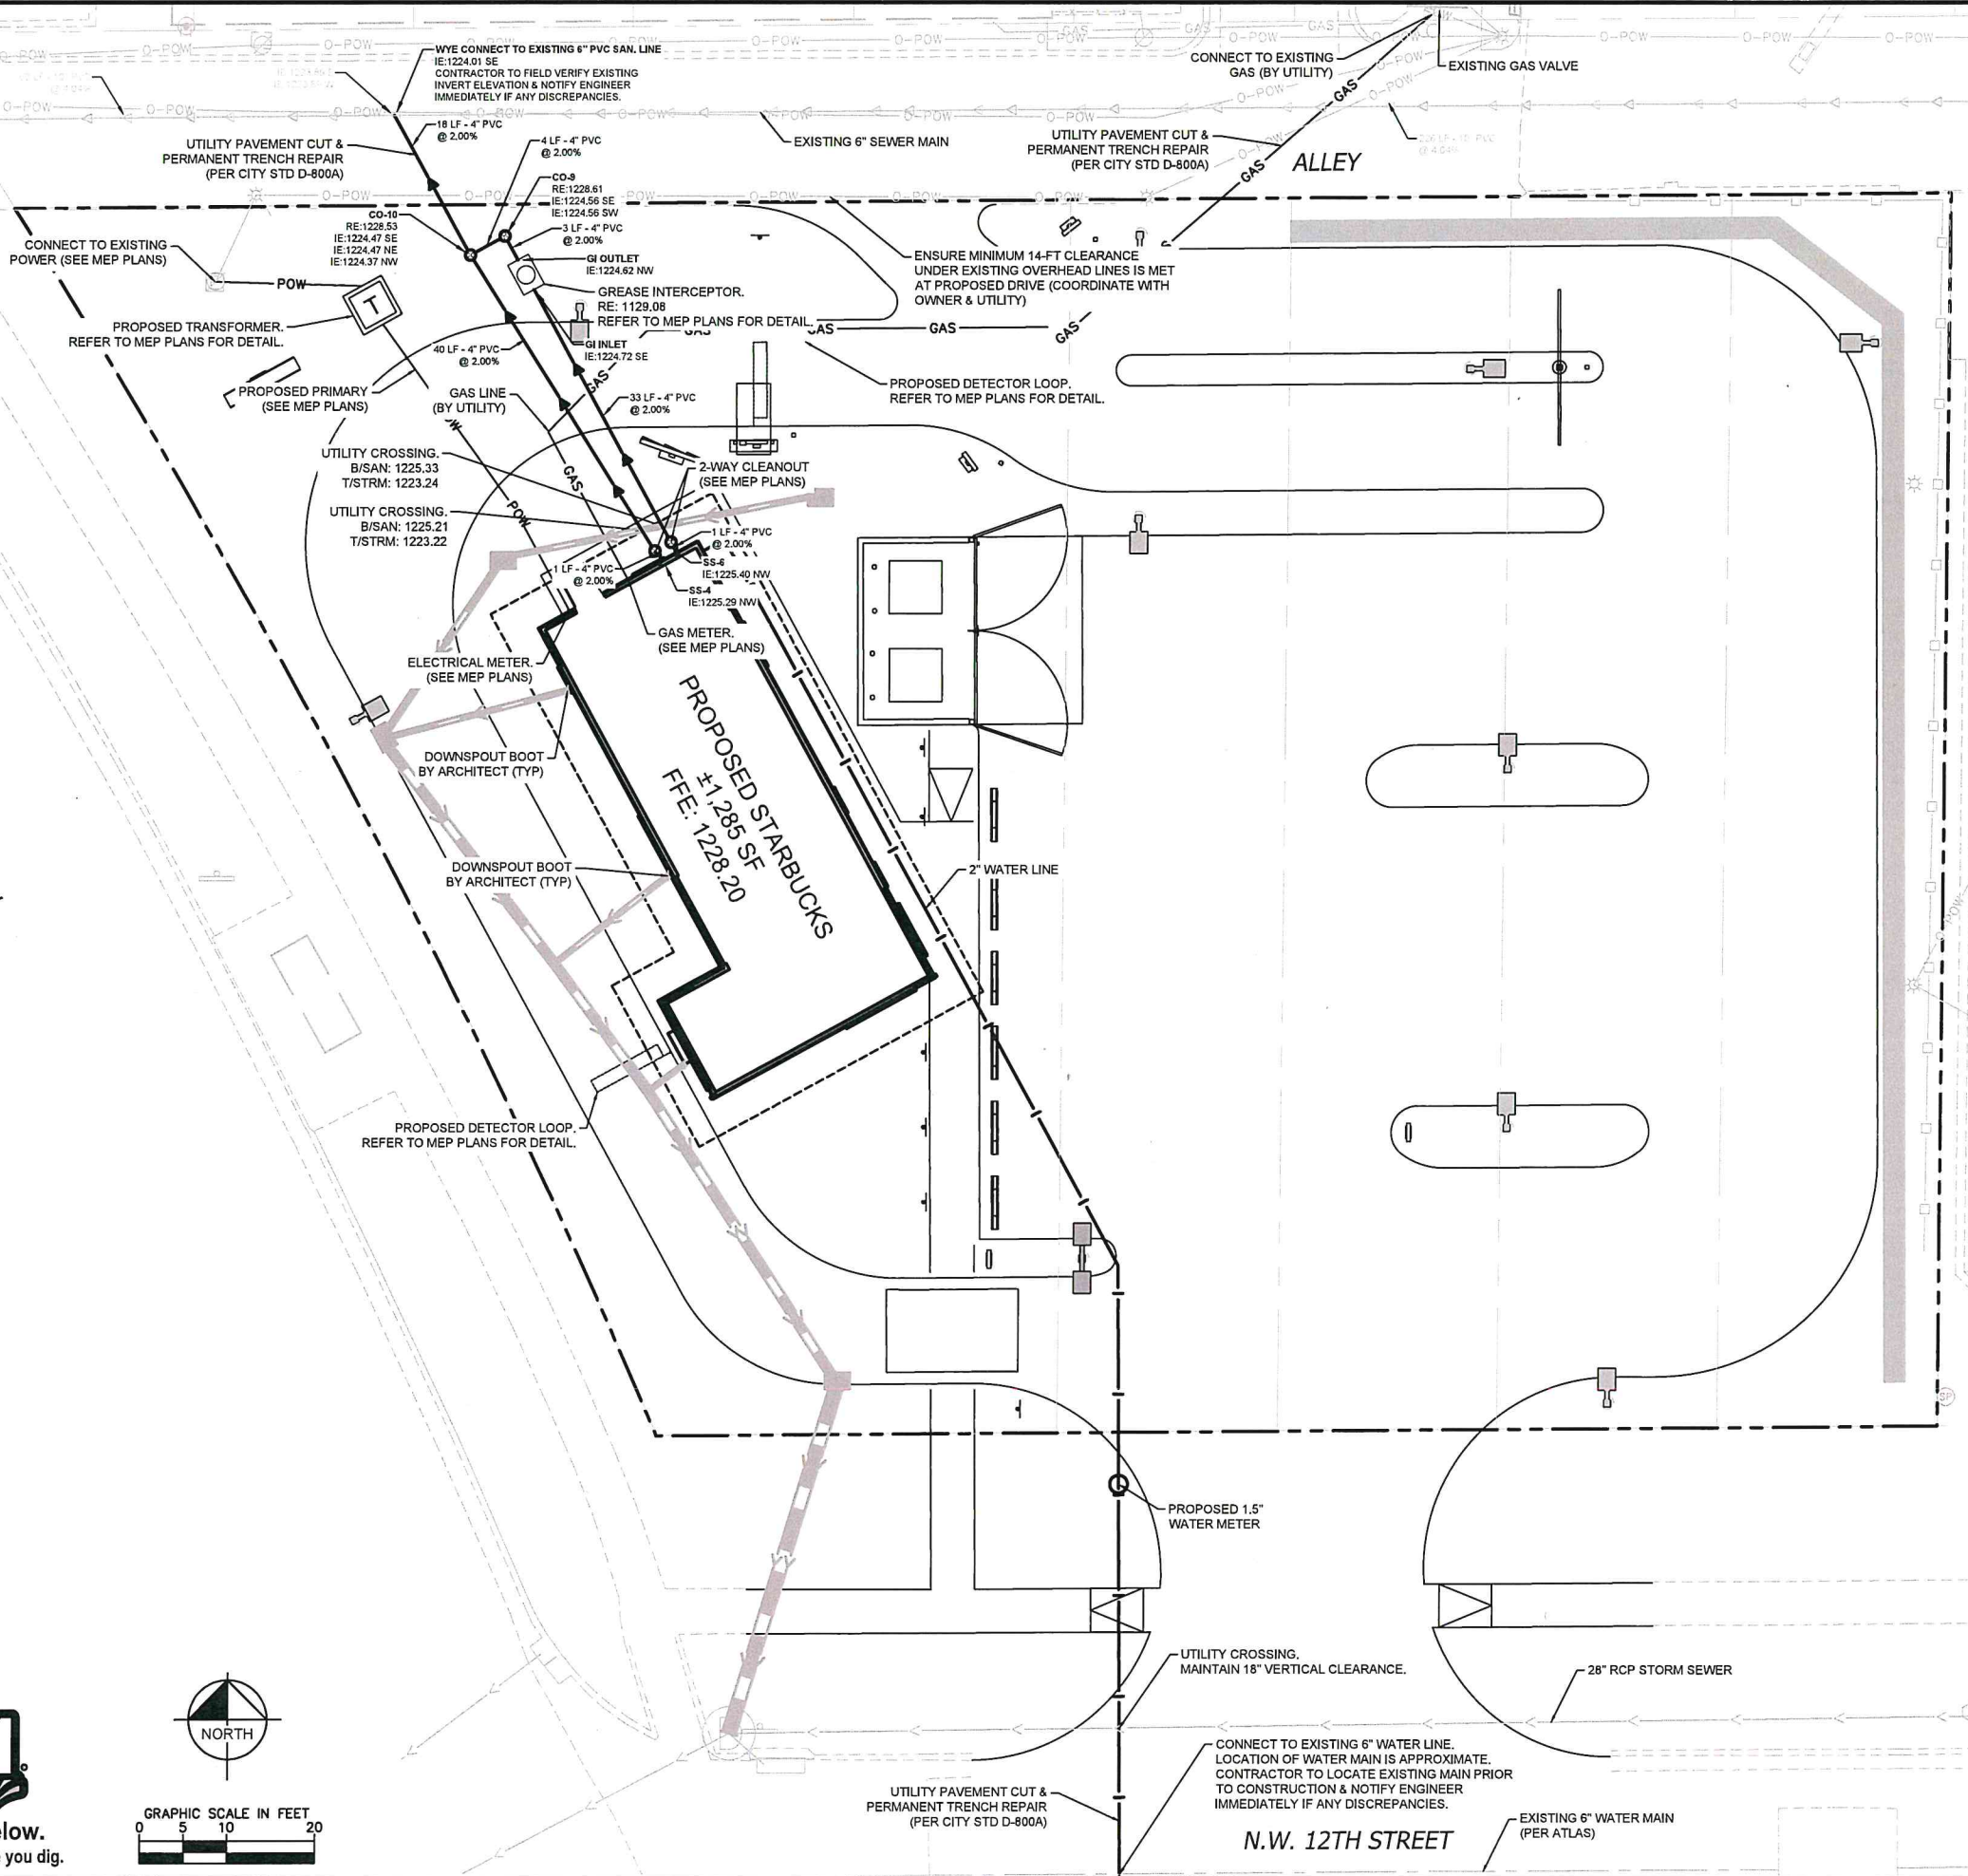 WYE CONNECT TO EXISTING 6" PVC SAN. LINE
IE:1224.01 SE
CONTRACTOR TO FIELD VERIFY EXISTING
INVERT ELEVATION & NOTIFY ENGINEER
IMMEDIATELY IF ANY DISCREPANCIES.
CONNECT TO EXISTING
GAS (BY UTILITY)
EXISTING GAS VALVE
O-POW
GAS
18 LF - 4" PVC
@ 2.00%
UTILITY PAVEMENT CUT &
PERMANENT TRENCH REPAIR
(PER CITY STD D-800A)
4 LF - 4" PVC
@ 2.00%
EXISTING 6" SEWER MAIN
UTILITY PAVEMENT CUT &
PERMANENT TRENCH REPAIR
(PER CITY STD D-800A)
ALLEY
CO-9
RE:1228.61
IE:1224.56 SE
IE:1224.56 SW
CO-10
RE:1228.53
IE:1224.47 SE
IE:1224.47 NE
IE:1224.37 NW
3 LF - 4" PVC
@ 2.00%
CONNECT TO EXISTING
POWER (SEE MEP PLANS)
POW
GI OUTLET
IE:1224.62 NW
GREASE INTERCEPTOR.
RE: 1129.08
REFER TO MEP PLANS FOR DETAIL.
ENSURE MINIMUM 14-FT CLEARANCE
UNDER EXISTING OVERHEAD LINES IS MET
AT PROPOSED DRIVE (COORDINATE WITH
OWNER & UTILITY)
T
PROPOSED TRANSFORMER.
REFER TO MEP PLANS FOR DETAIL.
GAS
GAS
GAS
GI INLET
IE:1224.72 SE
40 LF - 4" PVC
@ 2.00%
PROPOSED PRIMARY
(SEE MEP PLANS)
GAS LINE
(BY UTILITY)
GAS
33 LF - 4" PVC
@ 2.00%
PROPOSED DETECTOR LOOP.
REFER TO MEP PLANS FOR DETAIL.
UTILITY CROSSING.
B/SAN: 1225.33
T/STRM: 1223.24
GAS
2-WAY CLEANOUT
(SEE MEP PLANS)
UTILITY CROSSING.
B/SAN: 1225.21
T/STRM: 1223.22
POW
1 LF - 4" PVC
@ 2.00%
1 LF - 4" PVC
@ 2.00%
SS-6
IE:1225.40 NW
SS-4
IE:1225.29 NW
GAS METER.
(SEE MEP PLANS)
ELECTRICAL METER.
(SEE MEP PLANS)
PROPOSED STARBUCKS
±1,285 SF
FFE: 1228.20
DOWNSPOUT BOOT
BY ARCHITECT (TYP)
DOWNSPOUT BOOT
BY ARCHITECT (TYP)
2" WATER LINE
PROPOSED DETECTOR LOOP.
REFER TO MEP PLANS FOR DETAIL.
SP
PROPOSED 1.5"
WATER METER
UTILITY CROSSING.
MAINTAIN 18" VERTICAL CLEARANCE.
28" RCP STORM SEWER
CONNECT TO EXISTING 6" WATER LINE.
LOCATION OF WATER MAIN IS APPROXIMATE.
CONTRACTOR TO LOCATE EXISTING MAIN PRIOR
TO CONSTRUCTION & NOTIFY ENGINEER
IMMEDIATELY IF ANY DISCREPANCIES.
UTILITY PAVEMENT CUT &
PERMANENT TRENCH REPAIR
(PER CITY STD D-800A)
EXISTING 6" WATER MAIN
(PER ATLAS)
N.W. 12TH STREET
NORTH
GRAPHIC SCALE IN FEET
0 5 10 20
elow.
you dig.